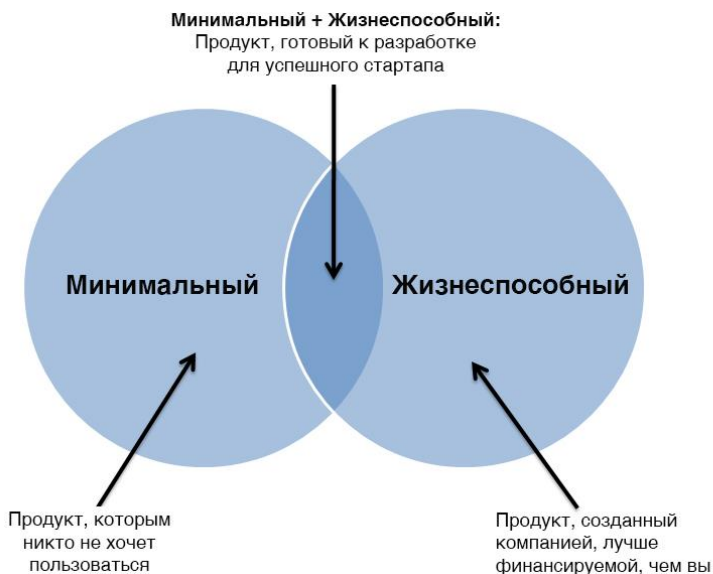 Минимальный + Жизнеспособный:
Продукт, готовый к разработке
для успешного стартапа
Минимальный
Жизнеспособный
Продукт, которым
никто не хочет
пользоваться
Продукт, созданный
компанией, лучше
финансируемой, чем вы